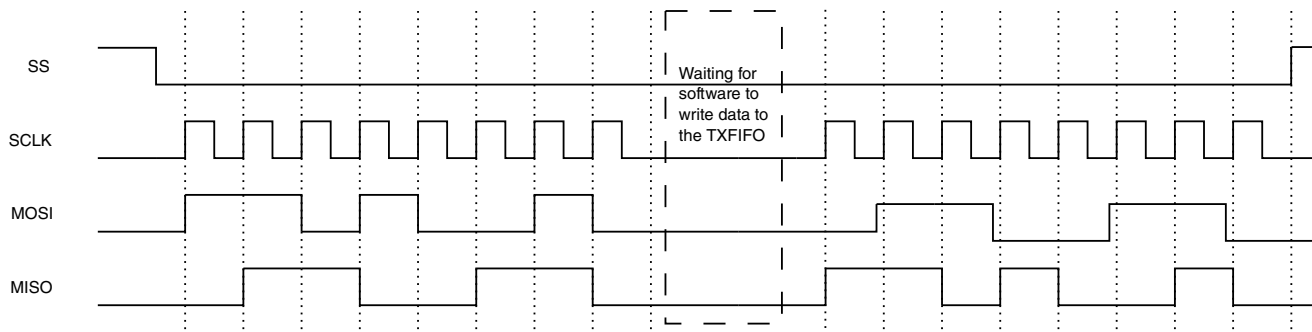 SS
Waiting for
software to
write data to
the TXFIFO
SCLK
MOSI
MISO